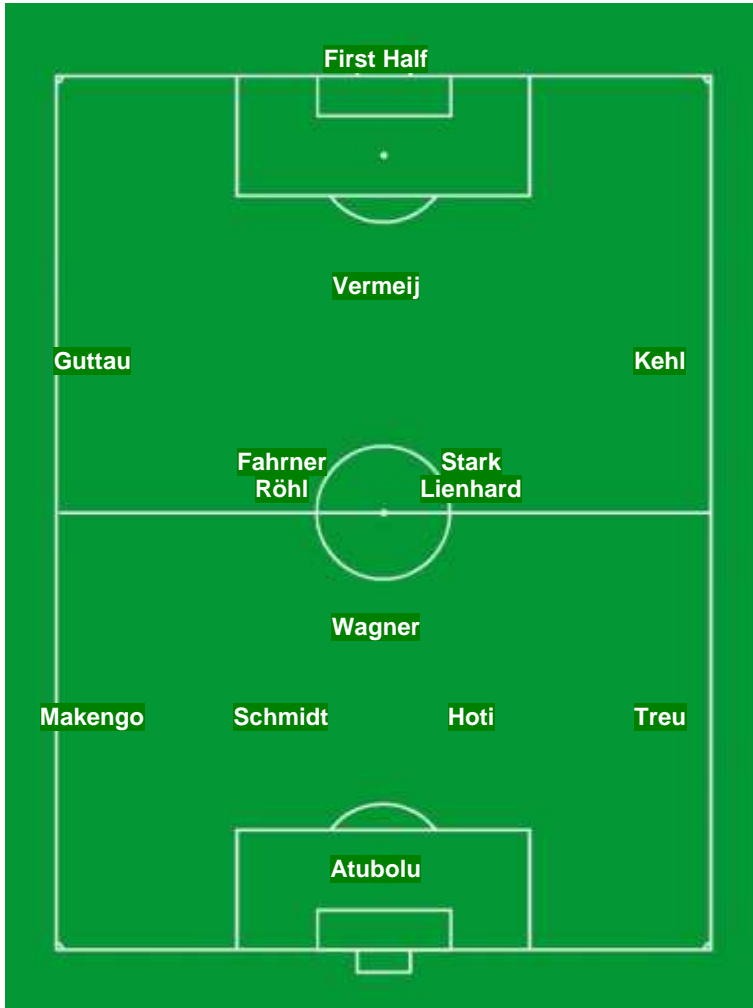 First Half
Vermeij
Guttau
Kehl
Fahrner
Röhl
Stark
Lienhard
Wagner
Makengo
Schmidt
Hoti
Treu
Atubolu